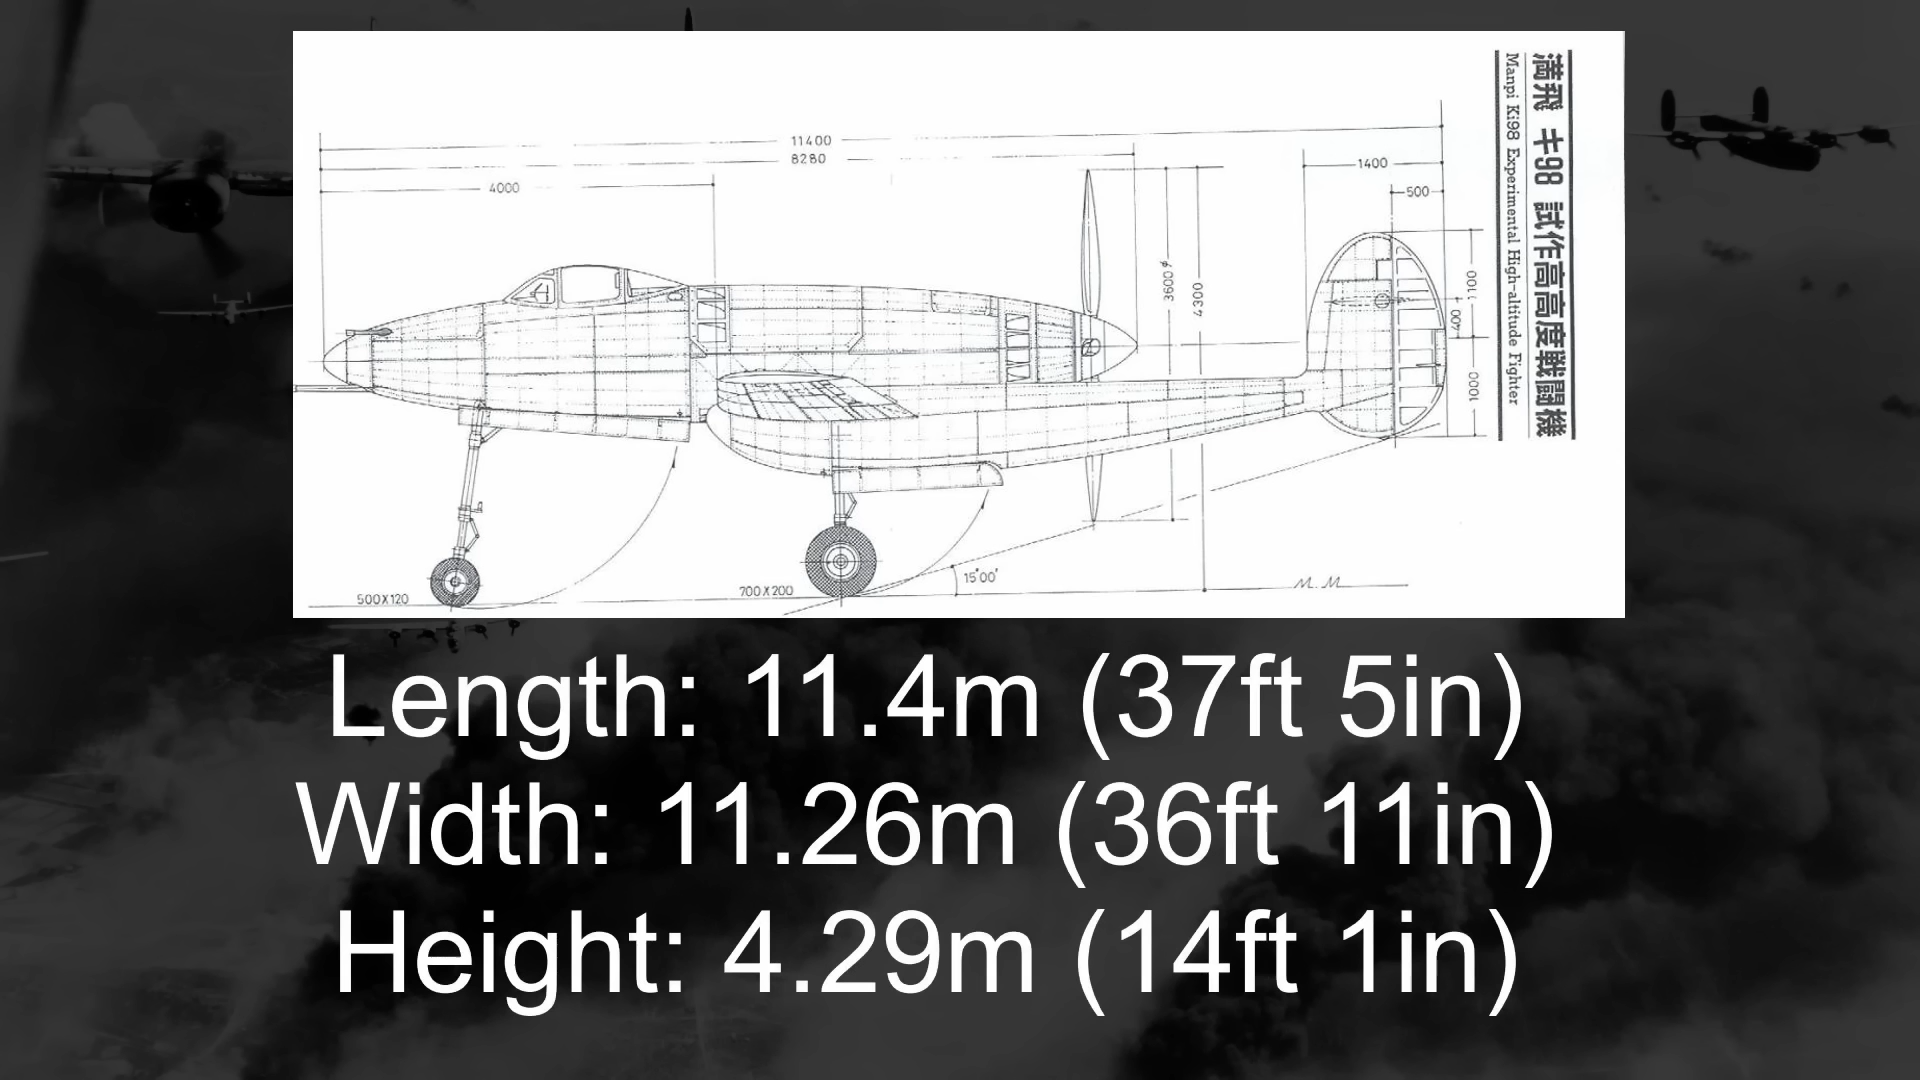 満飛 キ98 試作高高度戦闘機
Manpi Ki98 Experimental High-altitude Fighter
11400
8280
4000
1400
500
3600φ
4300
1100
400
1000
15°00'
500X120
700X200
M.M
Length: 11.4m (37ft 5in)
Width: 11.26m (36ft 11in)
Height: 4.29m (14ft 1in)